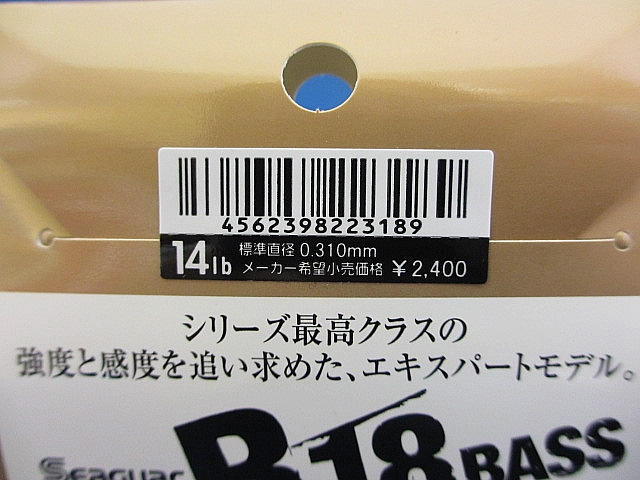 4562398223189
14lb 標準直径 0.310mm
メーカー希望小売価格 ￥2,400
シリーズ最高クラスの
強度と感度を追い求めた、エキスパートモデル。
Seaguar R18 BASS